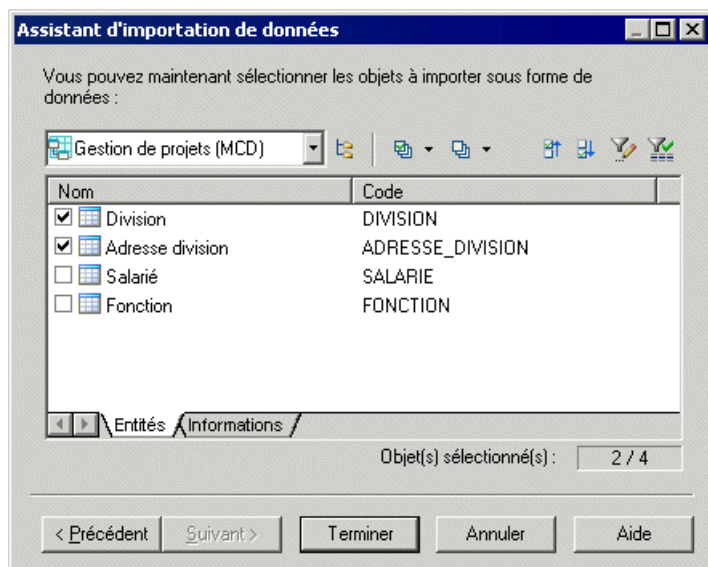 Assistant d'importation de données
Vous pouvez maintenant sélectionner les objets à importer sous forme de
données :
Gestion de projets (MCD)
Nom Code
Division DIVISION
Adresse division ADRESSE_DIVISION
Salarié SALARIE
Fonction FONCTION
Entités Informations
Objet(s) sélectionné(s) : 2 / 4
< Précédent Suivant > Terminer Annuler Aide